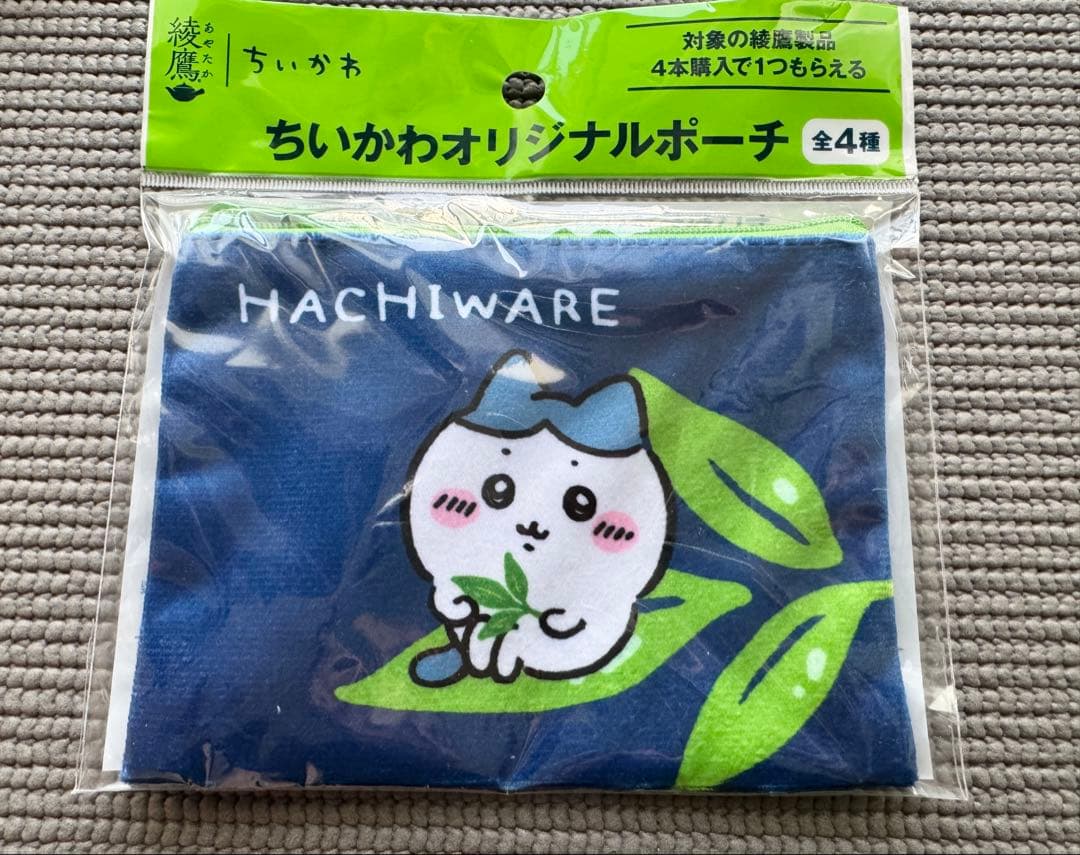 綾鷹
あやたか
ちいかわ
対象の綾鷹製品
4本購入で1つもらえる
ちいかわオリジナルポーチ
全4種
HACHIWARE